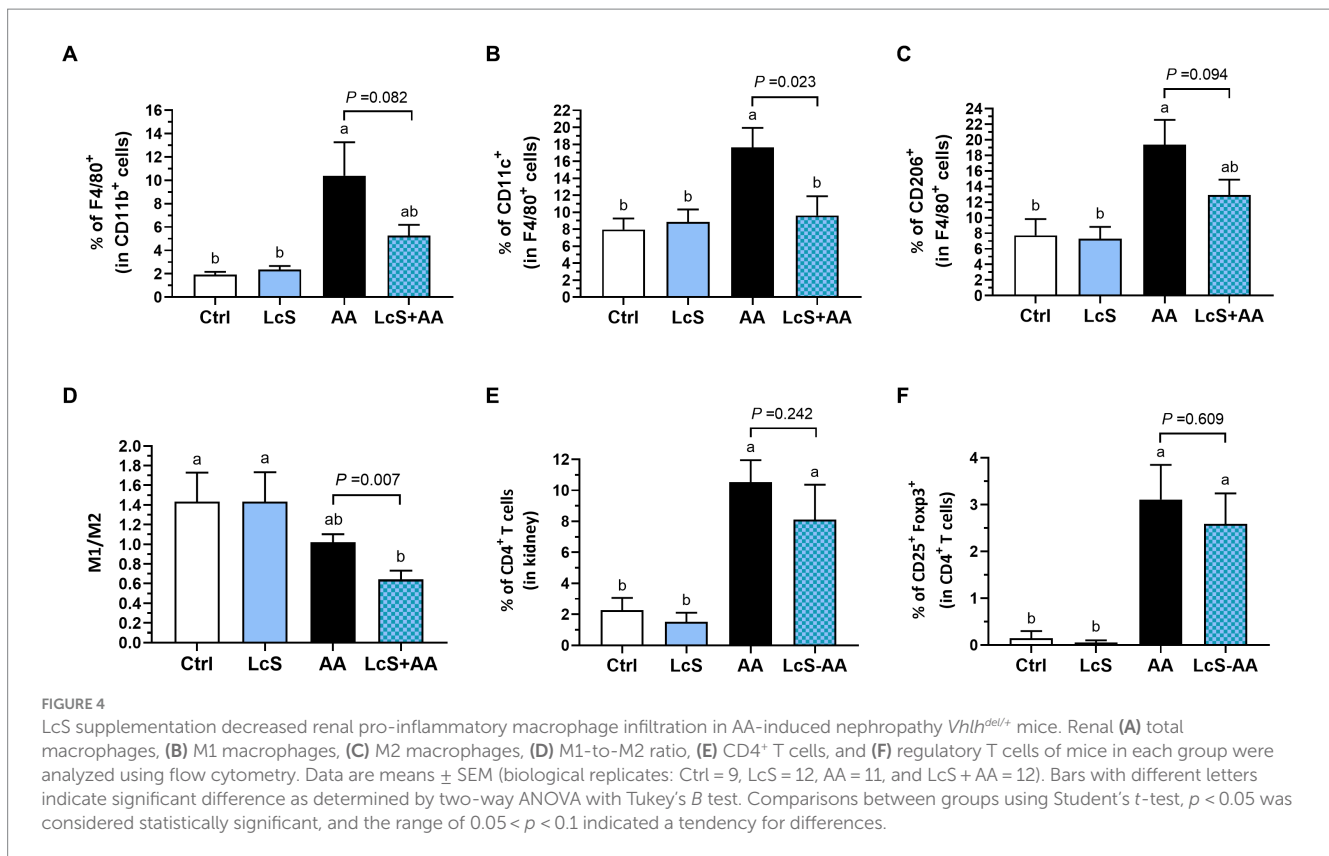 A
P =0.082
% of F4/80+
(in CD11b+ cells)
16
14
12
10
8
6
4
2
0
b
b
a
ab
Ctrl
LcS
AA
LcS+AA
B
P =0.023
% of CD11c+
(in F4/80+ cells)
22
20
18
16
14
12
10
8
6
4
2
0
b
b
a
b
Ctrl
LcS
AA
LcS+AA
C
P =0.094
% of CD206+
(in F4/80+ cells)
24
22
20
18
16
14
12
10
8
6
4
2
0
b
b
a
ab
Ctrl
LcS
AA
LcS+AA
D
P =0.007
M1/M2
2.0
1.8
1.6
1.4
1.2
1.0
0.8
0.6
0.4
0.2
0.0
a
a
ab
b
Ctrl
LcS
AA
LcS+AA
E
P =0.242
% of CD4+ T cells
(in kidney)
12
10
8
6
4
2
0
b
b
a
a
Ctrl
LcS
AA
LcS-AA
F
P =0.609
% of CD25+ Foxp3+
(in CD4+ T cells)
4
3
2
1
0
b
b
a
a
Ctrl
LcS
AA
LcS-AA
FIGURE 4
LcS supplementation decreased renal pro-inflammatory macrophage infiltration in AA-induced nephropathy Vhlhdel/+ mice. Renal (A) total
macrophages, (B) M1 macrophages, (C) M2 macrophages, (D) M1-to-M2 ratio, (E) CD4+ T cells, and (F) regulatory T cells of mice in each group were
analyzed using flow cytometry. Data are means ± SEM (biological replicates: Ctrl = 9, LcS = 12, AA = 11, and LcS + AA = 12). Bars with different letters
indicate significant difference as determined by two-way ANOVA with Tukey's B test. Comparisons between groups using Student's t-test, p < 0.05 was
considered statistically significant, and the range of 0.05 < p < 0.1 indicated a tendency for differences.